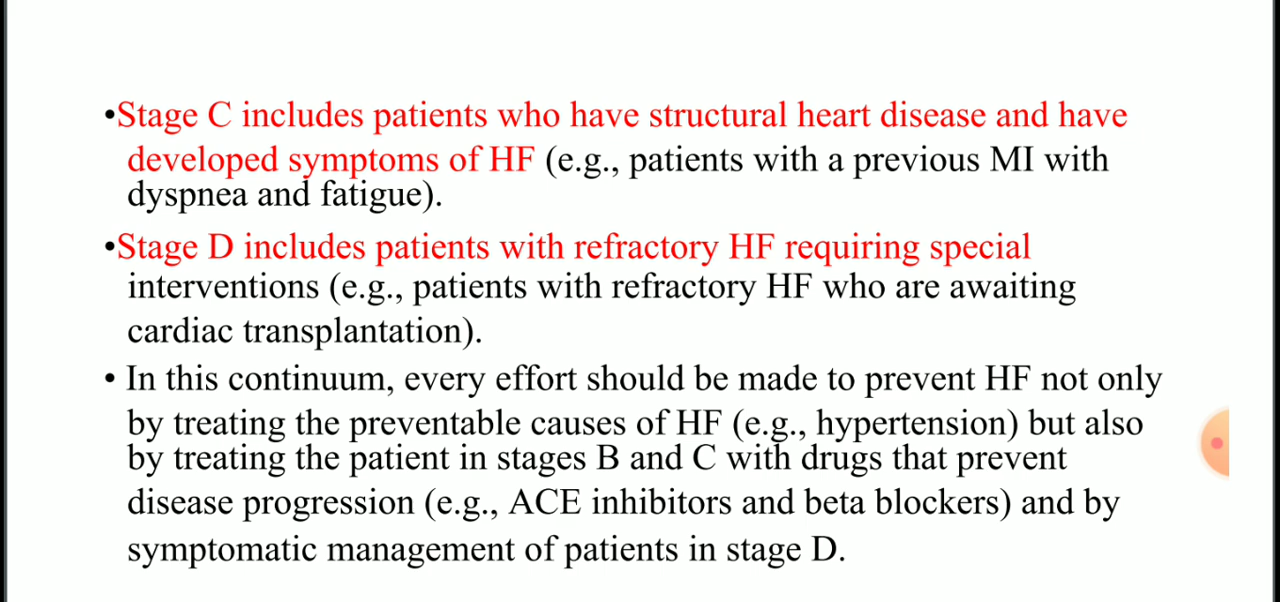 •Stage C includes patients who have structural heart disease and have
developed symptoms of HF (e.g., patients with a previous MI with
dyspnea and fatigue).
•Stage D includes patients with refractory HF requiring special
interventions (e.g., patients with refractory HF who are awaiting
cardiac transplantation).
• In this continuum, every effort should be made to prevent HF not only
by treating the preventable causes of HF (e.g., hypertension) but also
by treating the patient in stages B and C with drugs that prevent
disease progression (e.g., ACE inhibitors and beta blockers) and by
symptomatic management of patients in stage D.